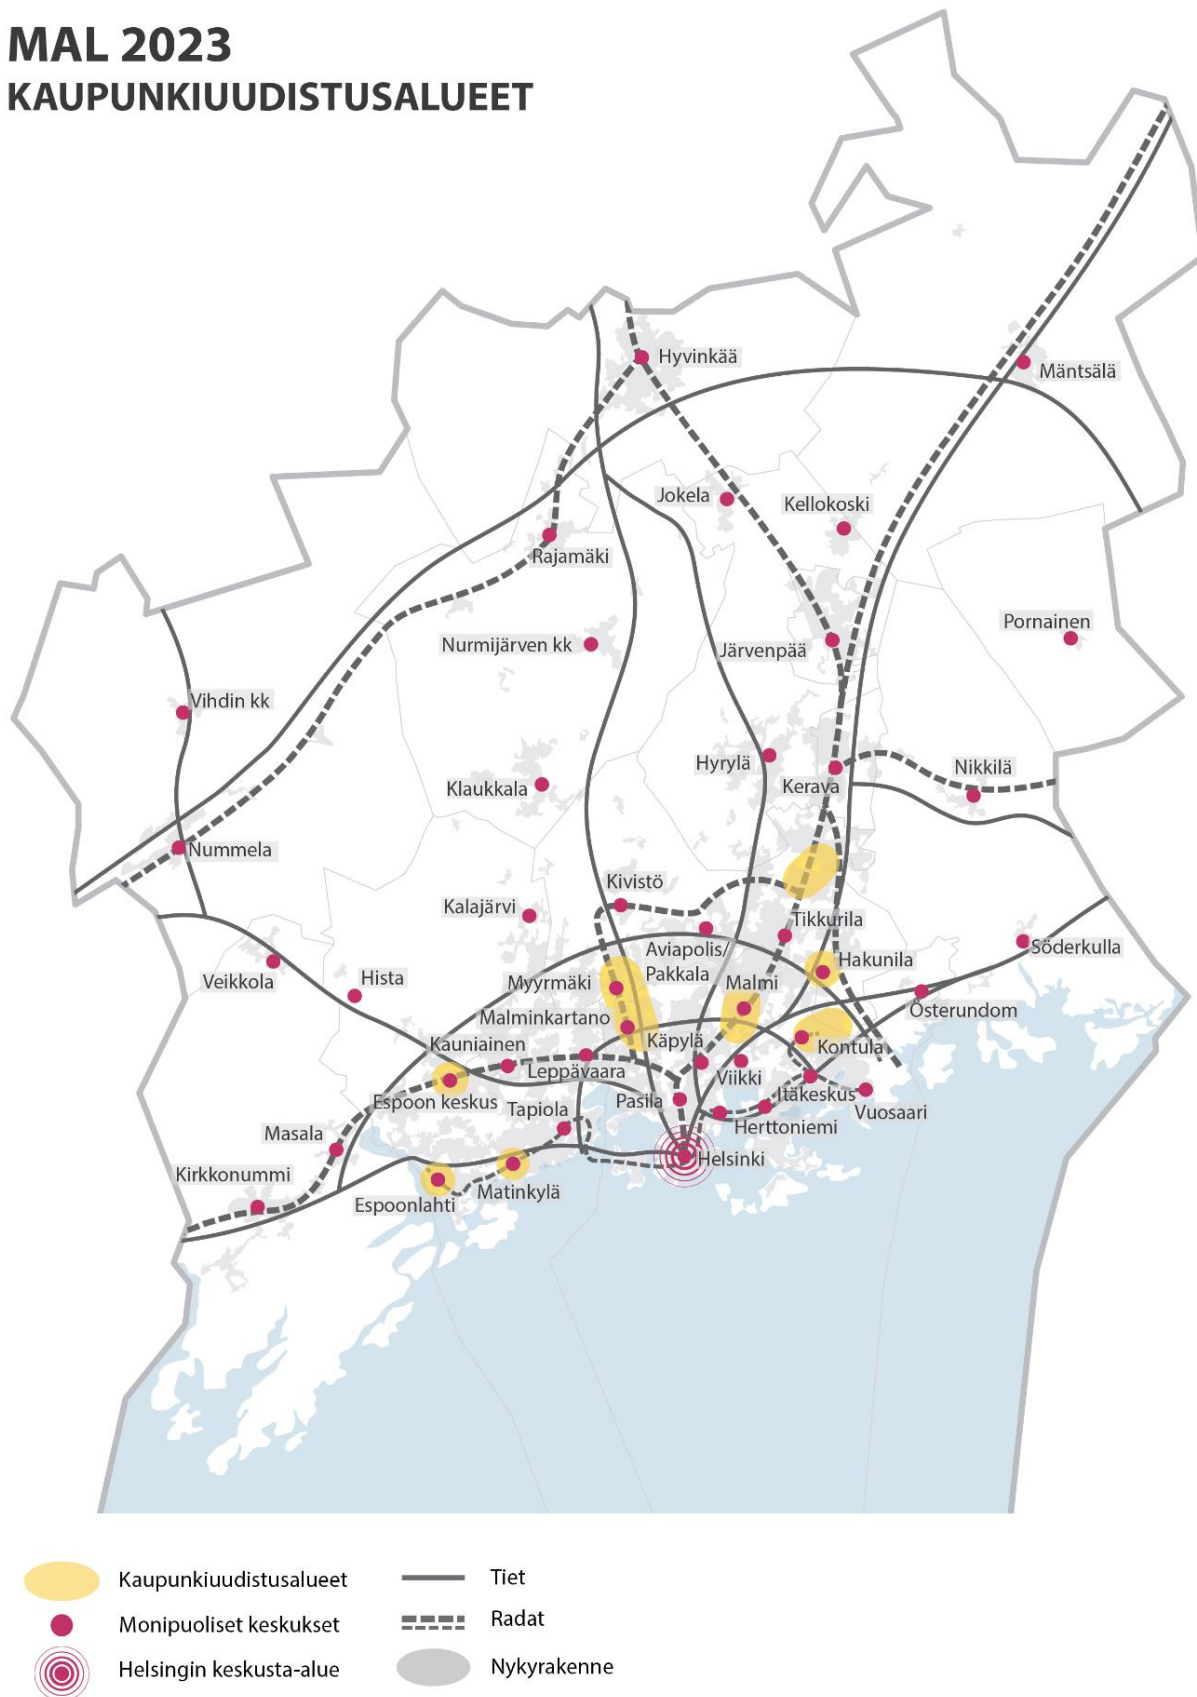 MAL 2023
KAUPUNKIUUDISTUSALUEET
Hyvinkää
Mäntsälä
Jokela
Kellokoski
Rajamäki
Pornainen
Nurmijärven kk
Järvenpää
Vihdin kk
Hyrylä
Nikkilä
Klaukkala
Kerava
Nummela
Kivistö
Kalajärvi
Tikkurila
Aviapolis/
Pakkala
Söderkulla
Hakunila
Veikkola
Hista
Myyrmäki
Malmi
Östersundom
Malminkartano
Käpylä
Kontula
Kauniainen
Leppävaara
Viikki
Itäkeskus
Espoon keskus
Pasila
Vuosaari
Tapiola
Herttoniemi
Masala
Helsinki
Kirkkonummi
Espoonlahti
Matinkylä
Kaupunkiuudistusalueet
Tiet
Monipuoliset keskukset
Radat
Helsingin keskusta-alue
Nykyrakenne